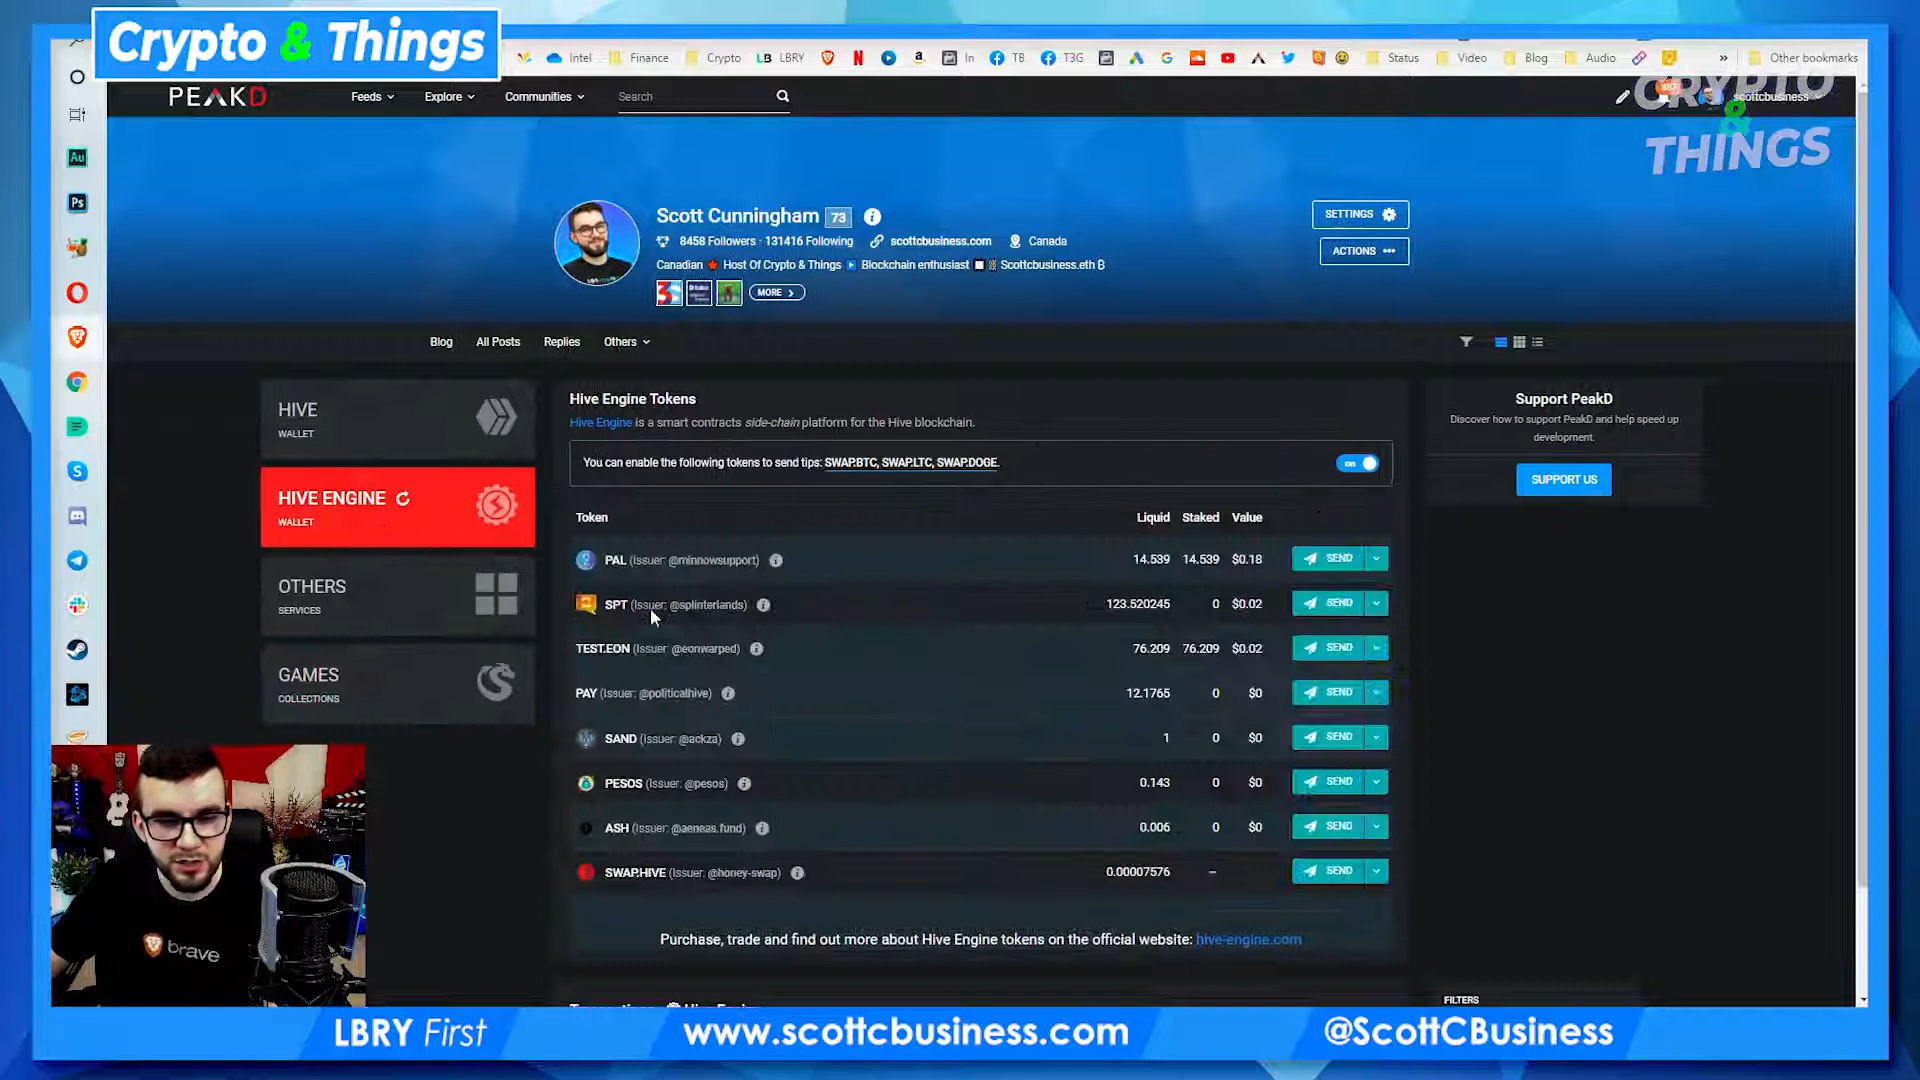 Crypto & Things
Intel
Finance
Crypto
LB LBRY
In
TB
T3G
Status
Video
Blog
Audio
Other bookmarks
PEAKD
Feeds
Explore
Communities
Search
scottcbusiness
CRYPTO
&
THINGS
Au
Ps
Scott Cunningham 73
8458 Followers · 131416 Following
scottcbusiness.com
Canada
Canadian
Host Of Crypto & Things
Blockchain enthusiast
Scottcbusiness.eth B
MORE
SETTINGS
ACTIONS
Blog
All Posts
Replies
Others
HIVE
WALLET
HIVE ENGINE
WALLET
OTHERS
SERVICES
GAMES
COLLECTIONS
Hive Engine Tokens
Hive Engine is a smart contracts side-chain platform for the Hive blockchain.
You can enable the following tokens to send tips: SWAP.BTC, SWAP.LTC, SWAP.DOGE.
on
Token Liquid Staked Value
PAL (Issuer: @minnowsupport) 14.539 14.539 $0.18 SEND
SPT (Issuer: @splinterlands) 123.520245 0 $0.02 SEND
TEST.EON (Issuer: @eonwarped) 76.209 76.209 $0.02 SEND
PAY (Issuer: @politicalhive) 12.1765 0 $0 SEND
SAND (Issuer: @ackza) 1 0 $0 SEND
PESOS (Issuer: @pesos) 0.143 0 $0 SEND
ASH (Issuer: @aeneas.fund) 0.006 0 $0 SEND
SWAP.HIVE (Issuer: @honey-swap) 0.00007576 -- SEND
Purchase, trade and find out more about Hive Engine tokens on the official website: hive-engine.com
Support PeakD
Discover how to support PeakD and help speed up
development.
SUPPORT US
FILTERS
brave
LBRY First
www.scottcbusiness.com
@ScottCBusiness